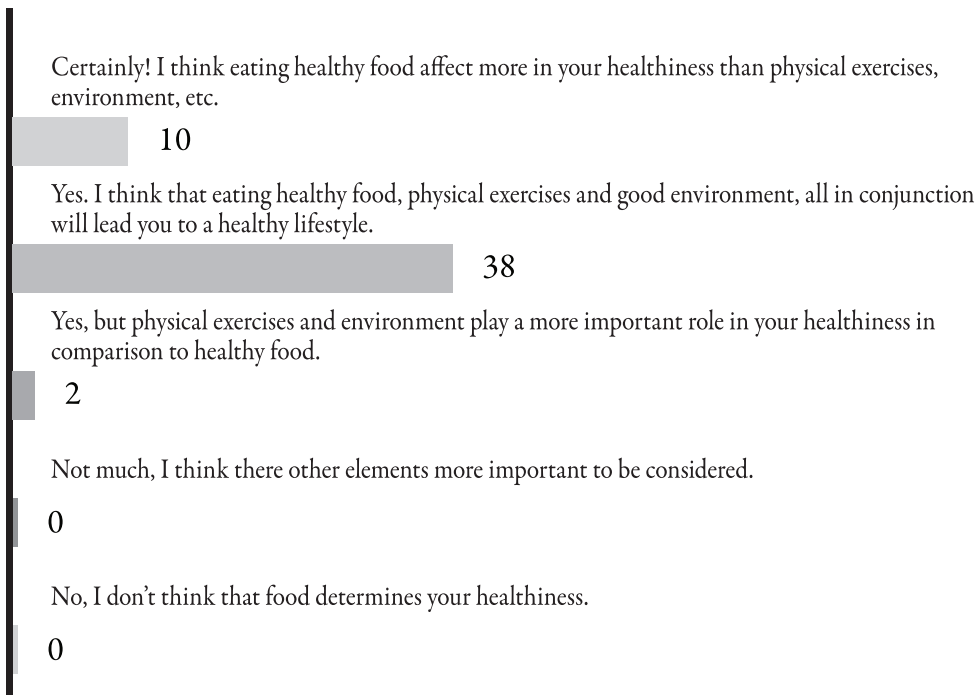 Certainly! I think eating healthy food affect more in your healthiness than physical exercises,
environment, etc.
10
Yes. I think that eating healthy food, physical exercises and good environment, all in conjunction
will lead you to a healthy lifestyle.
38
Yes, but physical exercises and environment play a more important role in your healthiness in
comparison to healthy food.
2
Not much, I think there other elements more important to be considered.
0
No, I don’t think that food determines your healthiness.
0